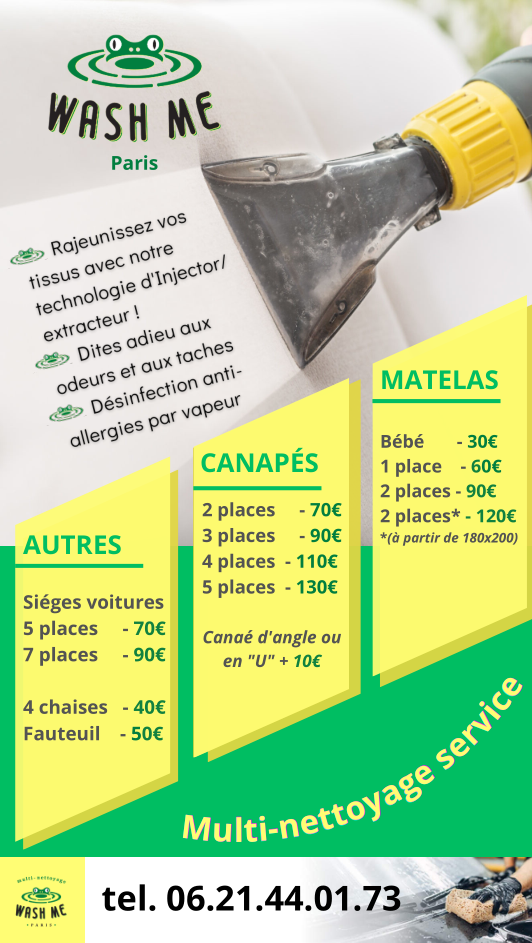 WASH ME
Paris
Rajeunissez vos
tissus avec notre
technologie d'Injector/
extracteur !
Dites adieu aux
odeurs et aux taches
Désinfection anti-
allergies par vapeur
MATELAS
Bébé - 30€
1 place - 60€
2 places - 90€
2 places* - 120€
*(à partir de 180x200)
CANAPÉS
2 places - 70€
3 places - 90€
4 places - 110€
5 places - 130€
Canaé d'angle ou
en "U" + 10€
AUTRES
Siéges voitures
5 places - 70€
7 places - 90€
4 chaises - 40€
Fauteuil - 50€
Multi-nettoyage service
multi-nettoyage
WASH ME
•PARIS•
tel. 06.21.44.01.73